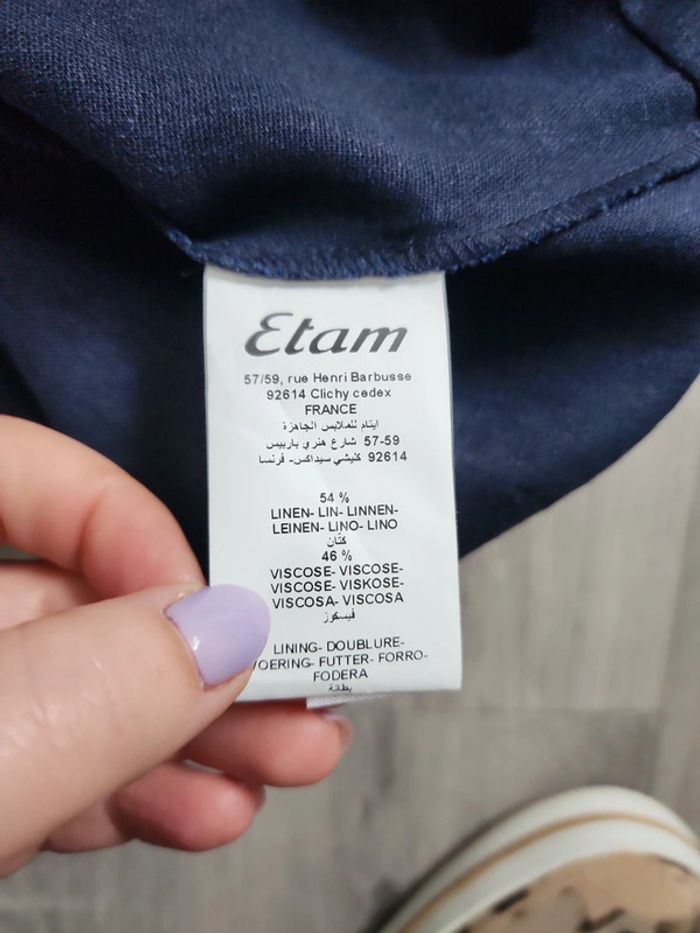 Etam
57/59, rue Henri Barbusse
92614 Clichy cedex
FRANCE
ايتام للملابس الجاهزة
57-59 شارع هنري باربيس
92614 كليشي سيداكس- فرنسا
54 %
LINEN- LIN- LINNEN-
LEINEN- LINO- LINO
كتّان
46 %
VISCOSE- VISCOSE-
VISCOSE- VISKOSE-
VISCOSA- VISCOSA
فيسكوز
LINING- DOUBLURE-
VOERING- FUTTER- FORRO-
FODERA
بطانة